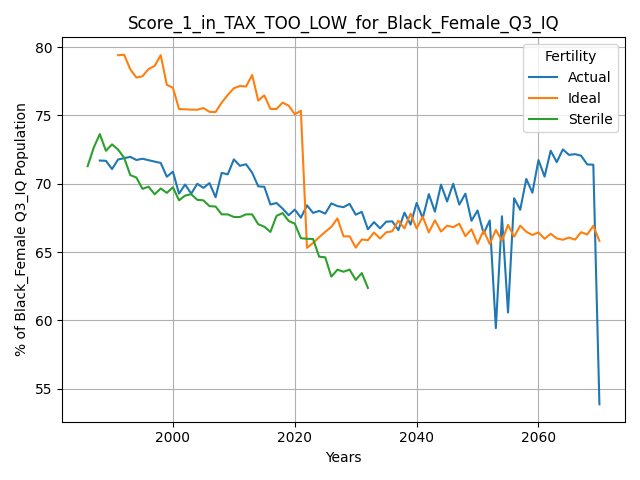 Score_1_in_TAX_TOO_LOW_for_Black_Female_Q3_IQ
% of Black_Female Q3_IQ Population
80
75
70
65
60
55
Fertility
Actual
Ideal
Sterile
2000
2020
2040
2060
Years